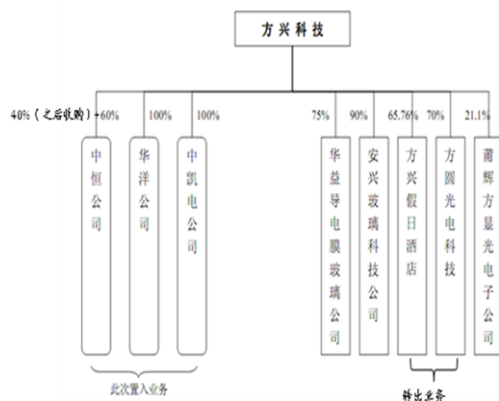 方兴科技
40%（之后收购）+60%
100%
100%
75%
90%
65.76%
70%
21.1%
中恒公司
华洋公司
中凯电公司
华益导电膜玻璃公司
安兴玻璃科技公司
方兴假日酒店
方圆光电科技
莆辉方显光电子公司
此次置入业务
转出业务